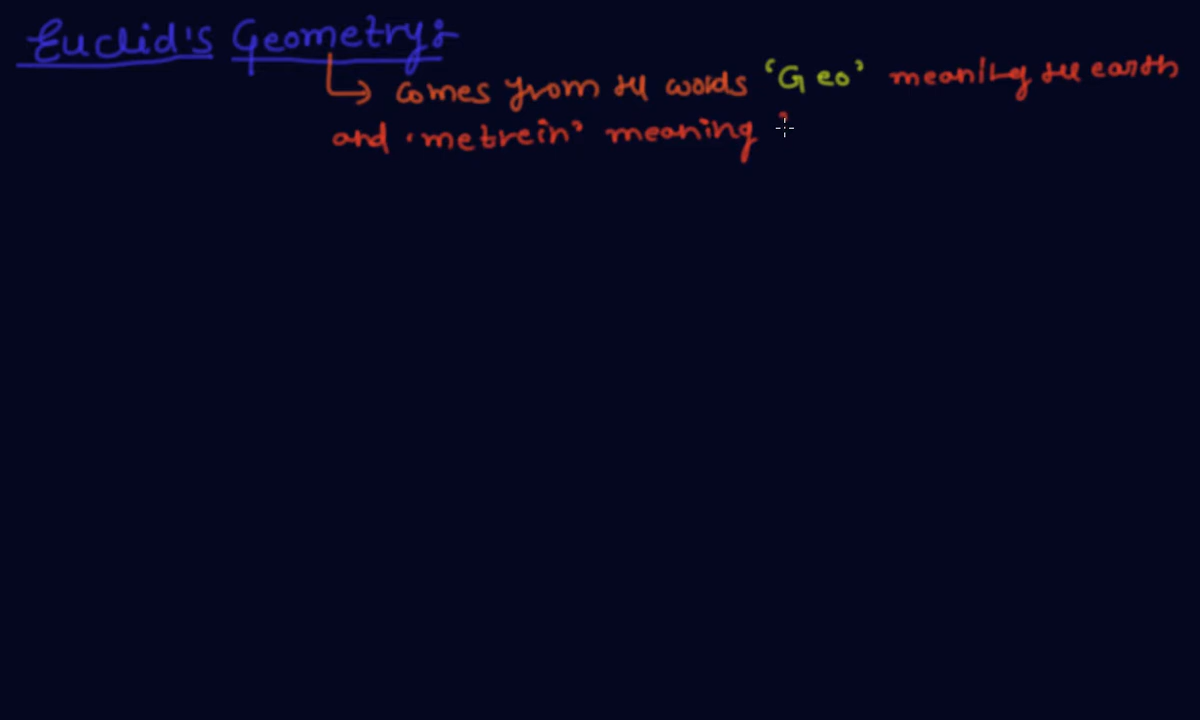 Euclid's Geometry:
comes from the words 'Geo' meaning the earth
and 'metrein' meaning '